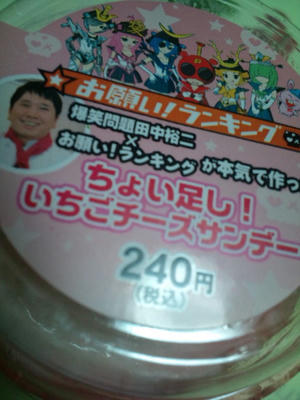 お願い!ランキング
爆笑問題田中裕二
×
お願い!ランキングが本気で作っ
ちょい足し!
いちごチーズサンデー
240円
(税込)